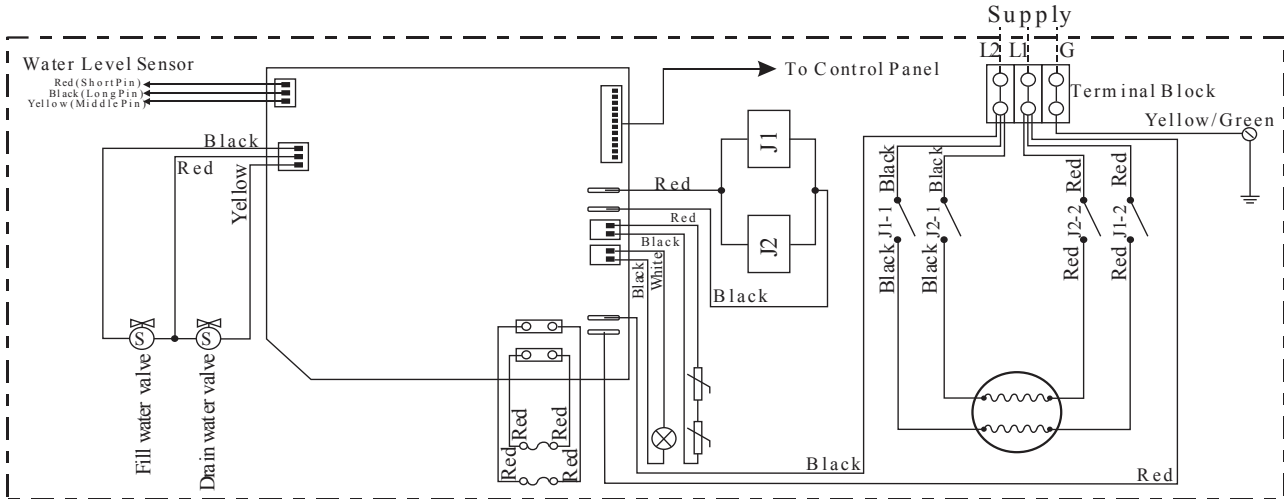 Supply
L2 L1 G
Water Level Sensor
Red(ShortPin)
Black(LongPin)
Yellow(MiddlePin)
To Control Panel
Terminal Block
Yellow/Green
Black
Red
Yellow
Fill water valve
Drain water valve
Red
J1
J2
Red
Black
Black
White
Black
Black
Black
Red
Red
J1-1
J2-1
J2-2
J1-2
Black
Black
Red
Red
S
S
Red
Red
Red
Red
Black
Red